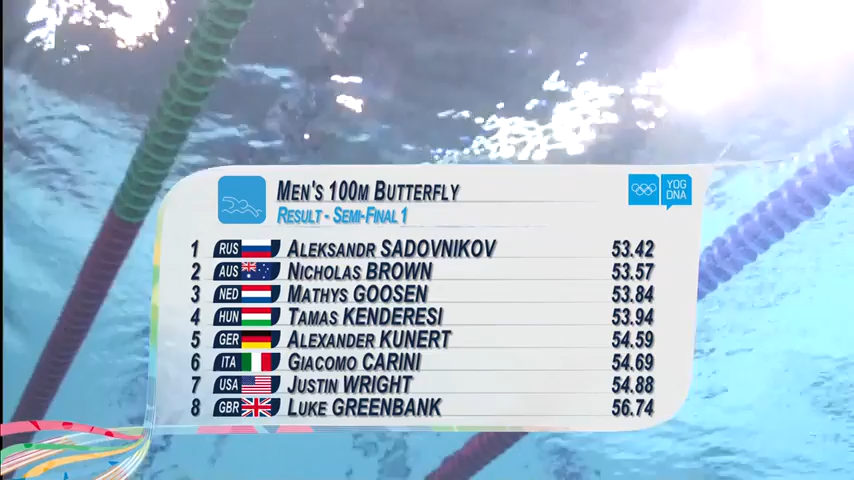 Men's 100m Butterfly
Result - Semi-Final 1
YOG
DNA
1 RUS Aleksandr SADOVNIKOV 53.42
2 AUS Nicholas BROWN 53.57
3 NED Mathys GOOSEN 53.84
4 HUN Tamas KENDERESI 53.94
5 GER Alexander KUNERT 54.59
6 ITA Giacomo CARINI 54.69
7 USA Justin WRIGHT 54.88
8 GBR Luke GREENBANK 56.74